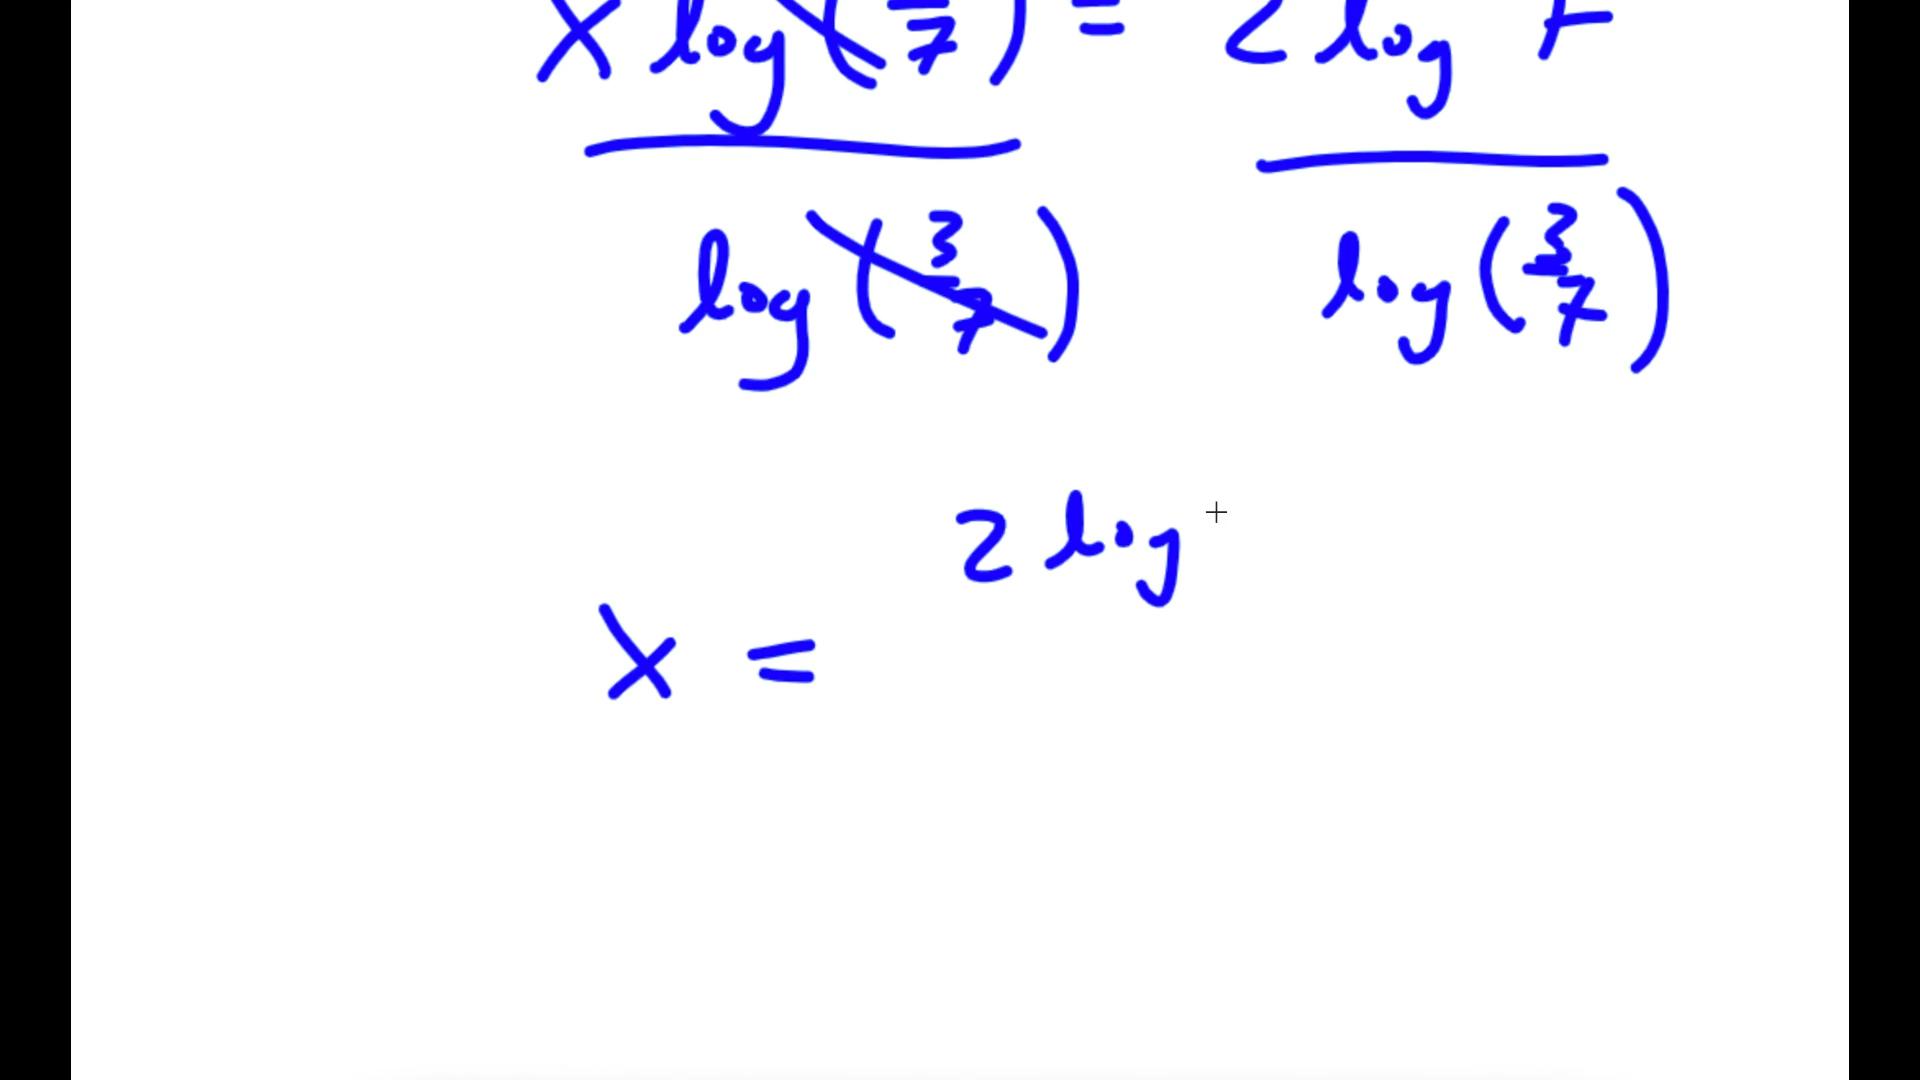 x log (3/7) = 2 log 7
log (3/7) log (3/7)
x = 2 log